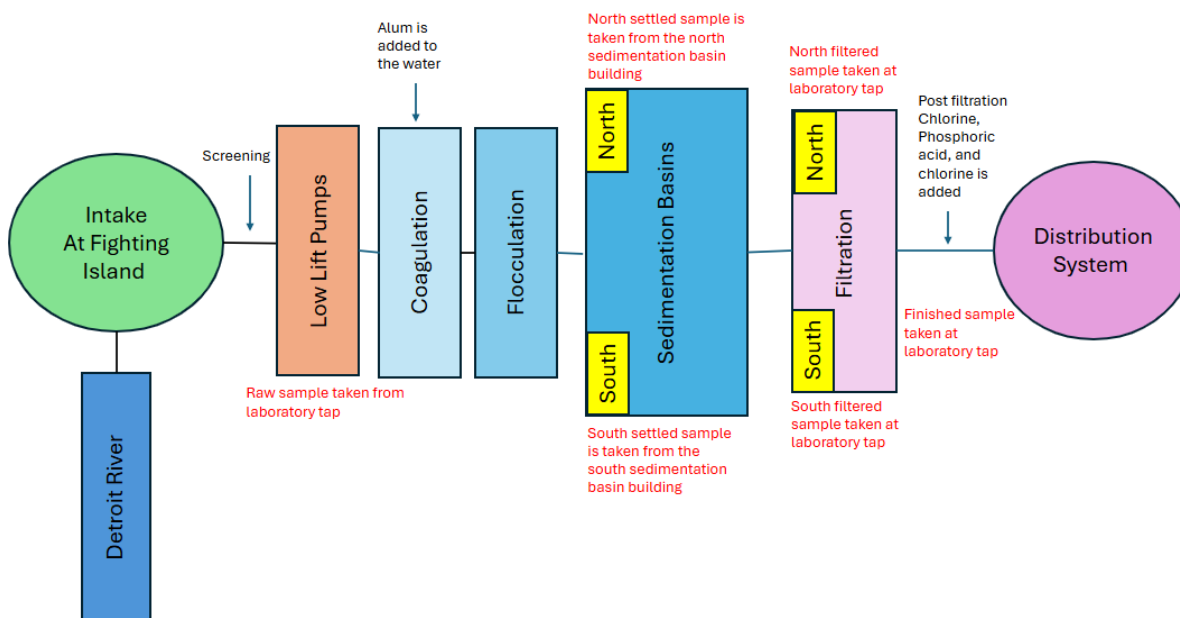 Alum is
added to
the water
North settled sample is
taken from the north
sedimentation basin
building
North filtered
sample taken at
laboratory tap
Post filtration
Chlorine,
Phosphoric
acid, and
chlorine is
added
Screening
Intake
At Fighting
Island
Low Lift Pumps
Coagulation
Flocculation
North
South
Sedimentation Basins
North
South
Filtration
Distribution
System
Raw sample taken from
laboratory tap
South settled sample
is taken from the
south sedimentation
basin building
South filtered
sample taken at
laboratory tap
Finished sample
taken at
laboratory tap
Detroit River